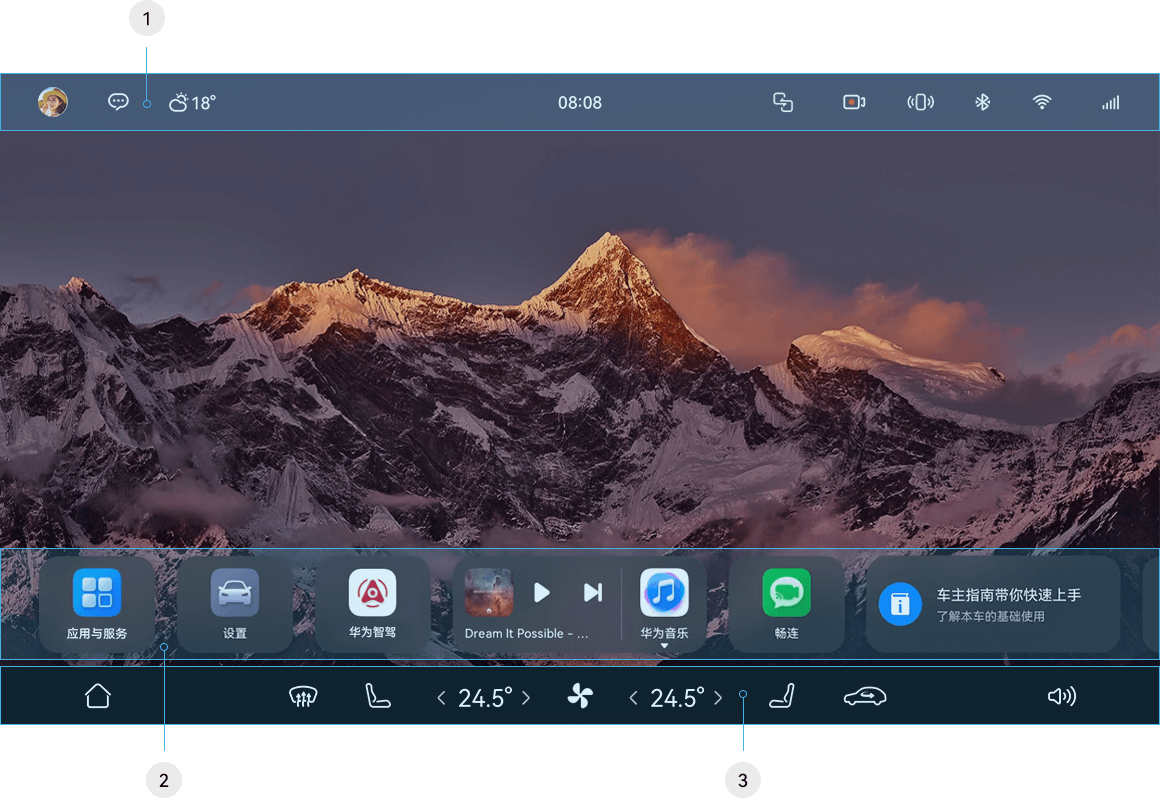 1
18°
08:08
应用与服务
设置
华为智驾
Dream It Possible - ...
华为音乐
畅连
车主指南带你快速上手
了解本车的基础使用
24.5°
24.5°
2
3